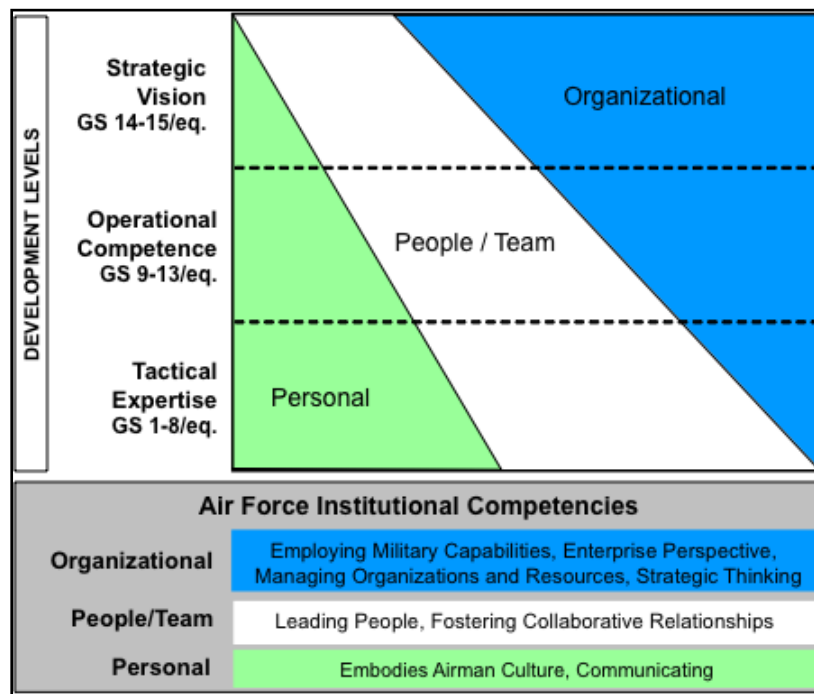 DEVELOPMENT LEVELS
Strategic
Vision
GS 14-15/eq.
Organizational
Operational
Competence
GS 9-13/eq.
People / Team
Tactical
Expertise
GS 1-8/eq.
Personal
Air Force Institutional Competencies
Organizational
Employing Military Capabilities, Enterprise Perspective,
Managing Organizations and Resources, Strategic Thinking
People/Team
Leading People, Fostering Collaborative Relationships
Personal
Embodies Airman Culture, Communicating